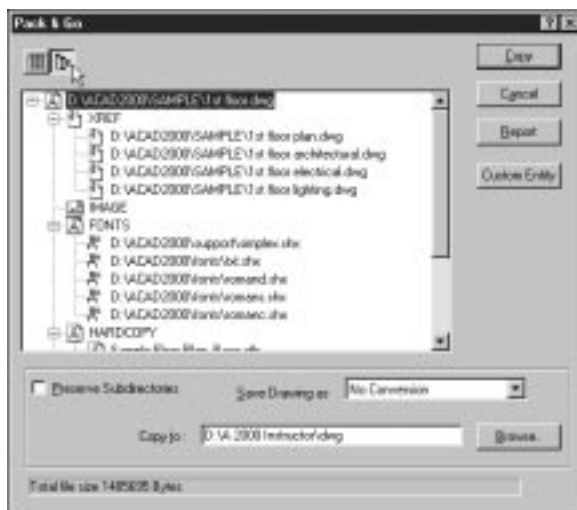 Pack & Go
Copy
Cancel
Report
Custom Entity
D:\ACAD2000\SAMPLE\1st floor.dwg
XREF
D:\ACAD2000\SAMPLE\1st floor plan.dwg
D:\ACAD2000\SAMPLE\1st floor architectural.dwg
D:\ACAD2000\SAMPLE\1st floor electrical.dwg
D:\ACAD2000\SAMPLE\1st floor lighting.dwg
IMAGE
FONTS
D:\ACAD2000\support\simplex.shx
D:\ACAD2000\fonts\txt.shx
D:\ACAD2000\fonts\romand.shx
D:\ACAD2000\fonts\romans.shx
D:\ACAD2000\fonts\romanc.shx
HARDCOPY
Preserve Subdirectories
Save Drawing as
No Conversion
Copy to :
D:\A 2000 Instructor\dwg
Browse..
Total file size Bytes